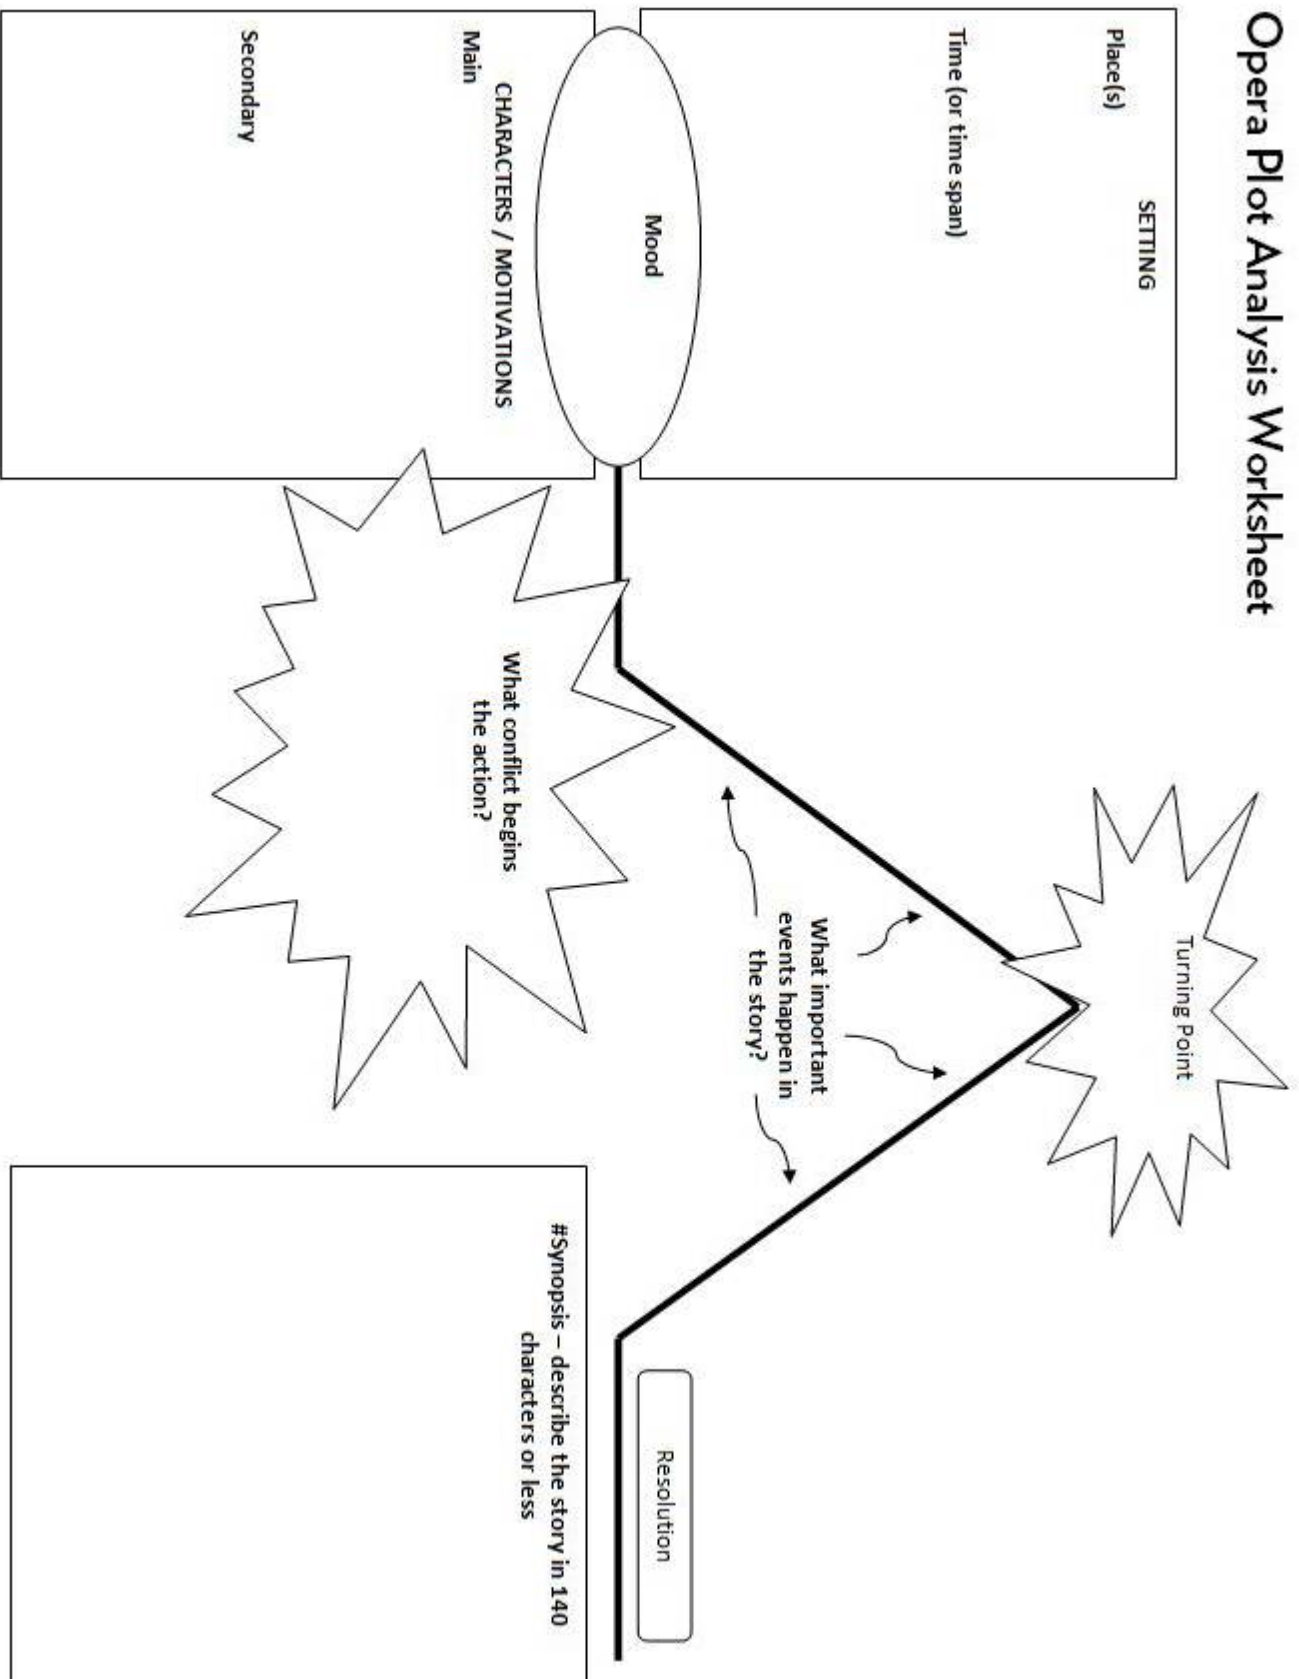 Opera Plot Analysis Worksheet
SETTING
Place(s)
Time (or time span)
Mood
CHARACTERS / MOTIVATIONS
Main
Secondary
What conflict begins
the action?
What important
events happen in
the story?
Turning Point
Resolution
#Synopsis – describe the story in 140
characters or less